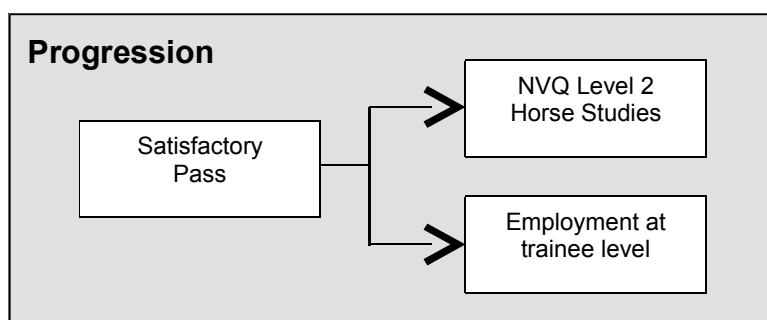 Progression
Satisfactory
Pass
NVQ Level 2
Horse Studies
Employment at
trainee level